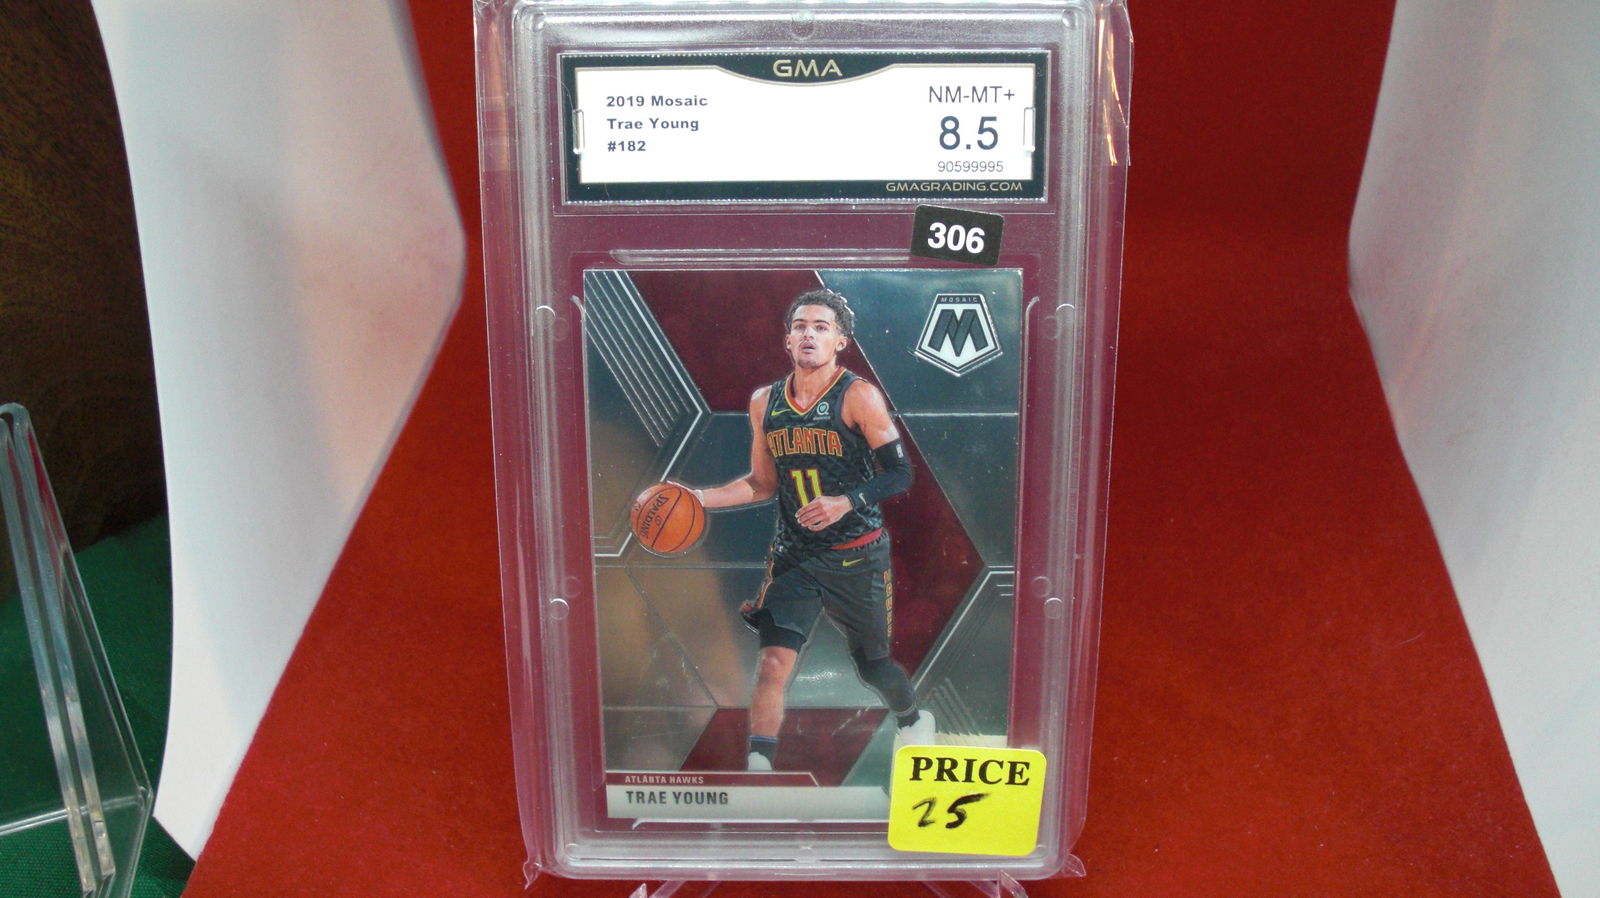 GMA
2019 Mosaic
Trae Young
#182
NM-MT+
8.5
90599995
GMAGRADING.COM
306
MOSAIC
M
ATLANTA
11
SPALDING
ATLANTA HAWKS
TRAE YOUNG
PRICE
25